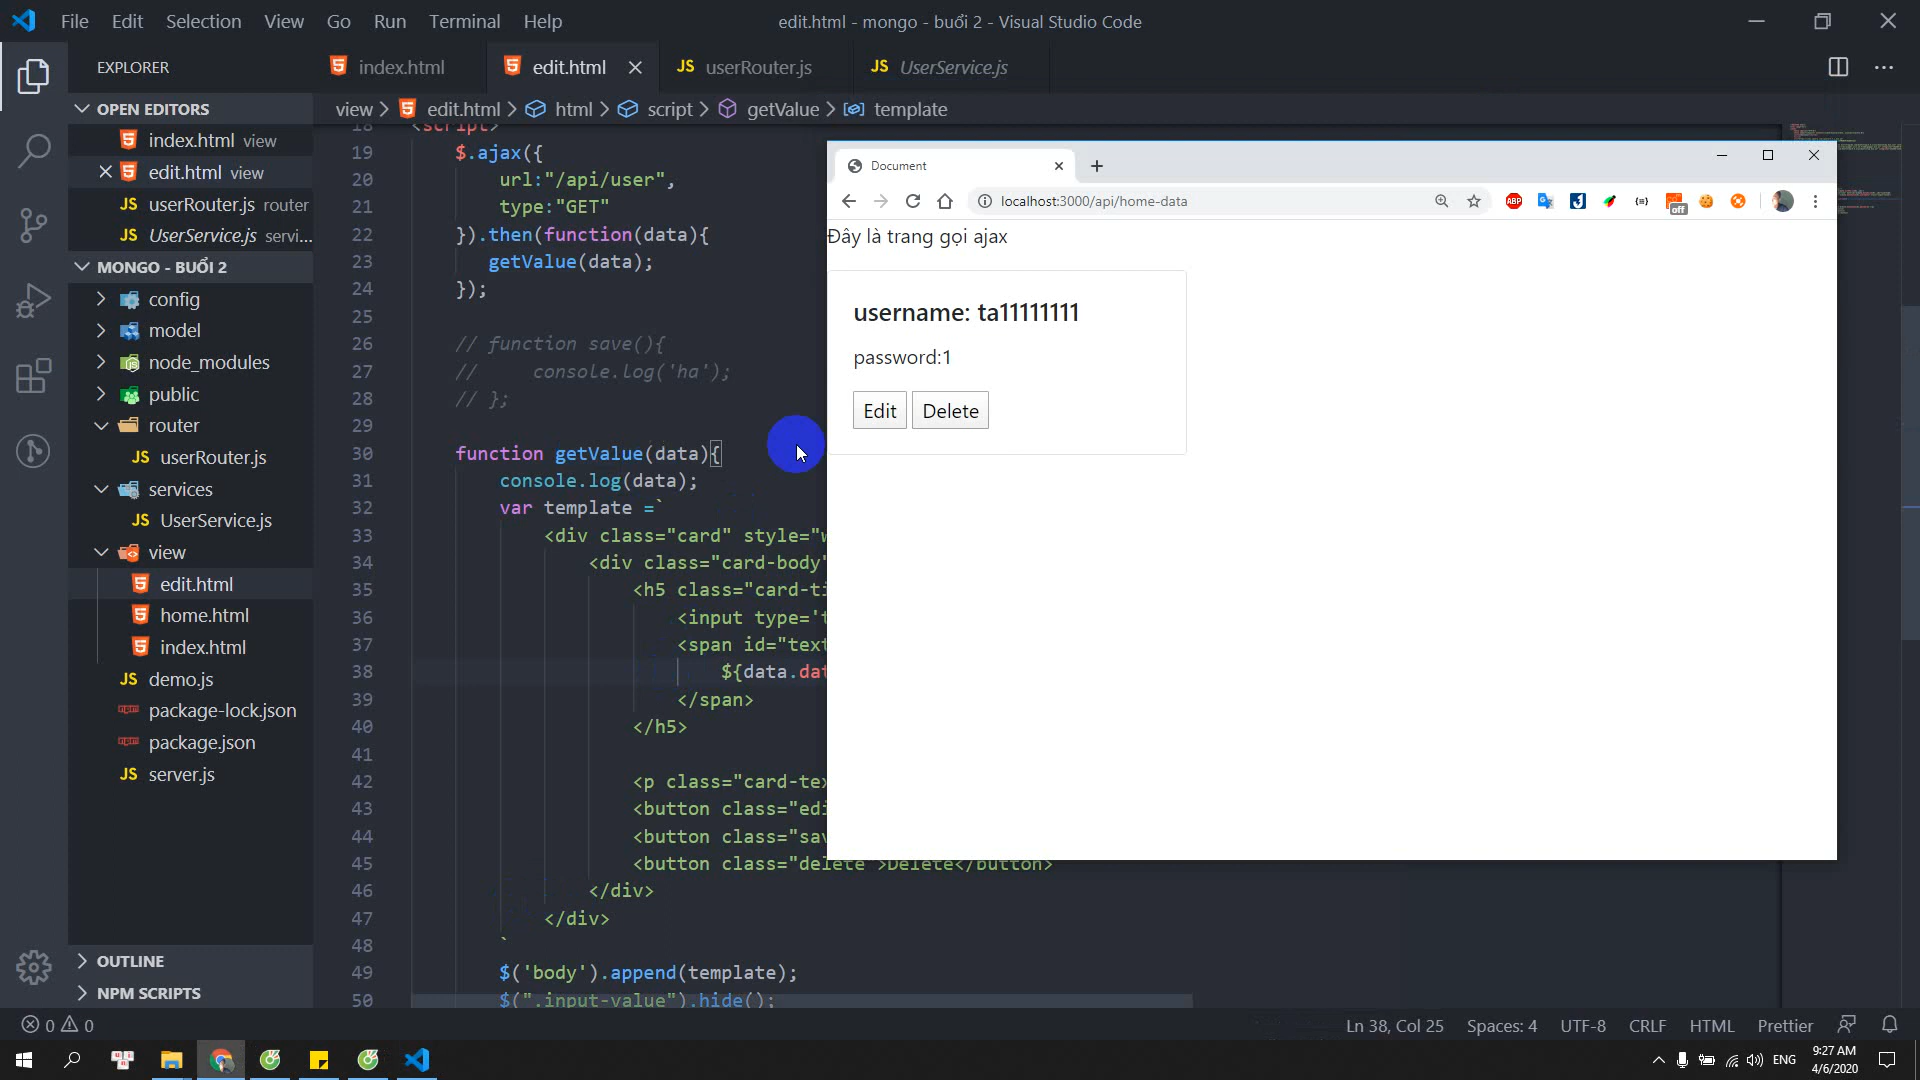 File Edit Selection View Go Run Terminal Help
edit.html - mongo - buổi 2 - Visual Studio Code
EXPLORER
index.html
edit.html
userRouter.js
UserService.js
OPEN EDITORS
index.html view
edit.html view
userRouter.js router
UserService.js servi...
MONGO - BUỔI 2
config
model
node_modules
public
router
userRouter.js
services
UserService.js
view
edit.html
home.html
index.html
demo.js
package-lock.json
package.json
server.js
OUTLINE
NPM SCRIPTS
view > edit.html > html > script > getValue > template
18 <script>
19 $.ajax({
20 url:"/api/user",
21 type:"GET"
22 }).then(function(data){
23 getValue(data);
24 });
25
26 // function save(){
27 // console.log('ha');
28 // };
29
30 function getValue(data){
31 console.log(data);
32 var template =`
33 <div class="card" style="
34 <div class="card-body"
35 <h5 class="card-ti
36 <input type='t
37 <span id="text
38 ${data.dat
39 </span>
40 </h5>
41
42 <p class="card-tex
43 <button class="edi
44 <button class="sav
45 <button class="delete">Delete</button>
46 </div>
47 </div>
48 `
49 $('body').append(template);
50 $(".input-value").hide();
Document
localhost:3000/api/home-data
ABP
off
Đây là trang gọi ajax
username: ta11111111
password:1
Edit
Delete
0 0
Ln 38, Col 25 Spaces: 4 UTF-8 CRLF HTML Prettier
ENG
9:27 AM
4/6/2020